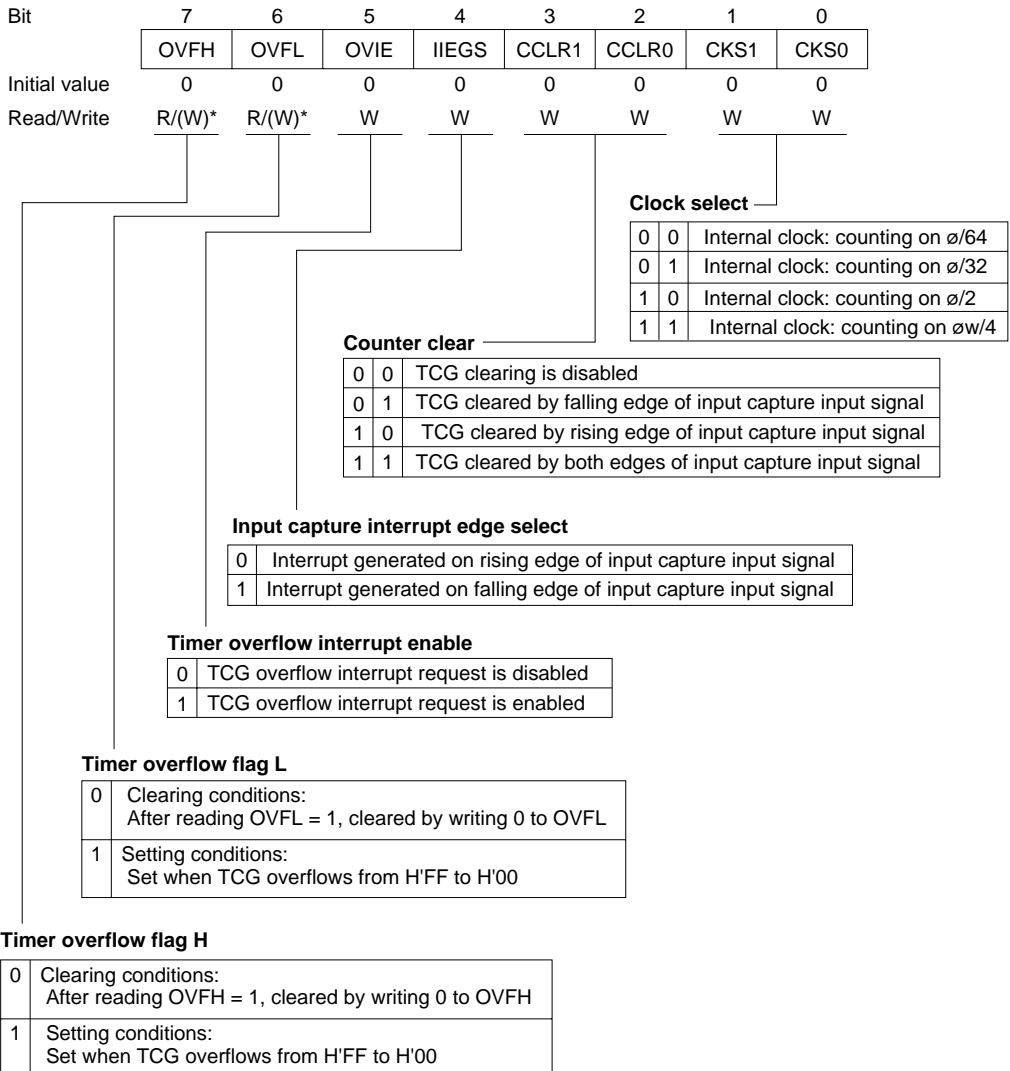 Bit 7 6 5 4 3 2 1 0
OVFH OVFL OVIE IIEGS CCLR1 CCLR0 CKS1 CKS0
Initial value 0 0 0 0 0 0 0 0
Read/Write R/(W)* R/(W)* W W W W W W
Clock select
0 0 Internal clock: counting on ø/64
0 1 Internal clock: counting on ø/32
1 0 Internal clock: counting on ø/2
1 1 Internal clock: counting on øw/4
Counter clear
0 0 TCG clearing is disabled
0 1 TCG cleared by falling edge of input capture input signal
1 0 TCG cleared by rising edge of input capture input signal
1 1 TCG cleared by both edges of input capture input signal
Input capture interrupt edge select
0 Interrupt generated on rising edge of input capture input signal
1 Interrupt generated on falling edge of input capture input signal
Timer overflow interrupt enable
0 TCG overflow interrupt request is disabled
1 TCG overflow interrupt request is enabled
Timer overflow flag L
0 Clearing conditions:
After reading OVFL = 1, cleared by writing 0 to OVFL
1 Setting conditions:
Set when TCG overflows from H'FF to H'00
Timer overflow flag H
0 Clearing conditions:
After reading OVFH = 1, cleared by writing 0 to OVFH
1 Setting conditions:
Set when TCG overflows from H'FF to H'00